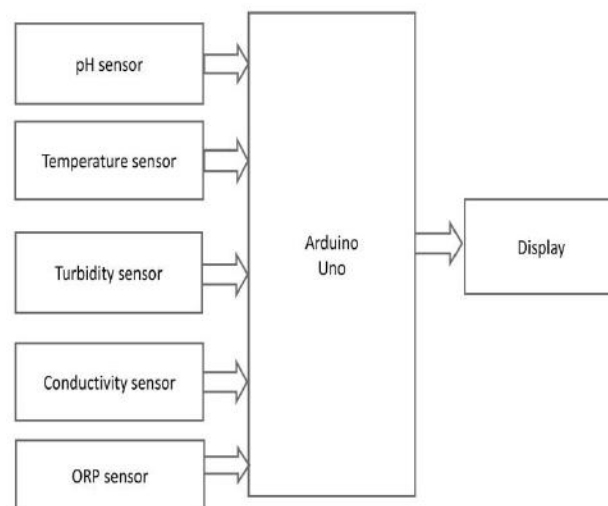 pH sensor
Temperature sensor
Turbidity sensor
Conductivity sensor
ORP sensor
Arduino
Uno
Display